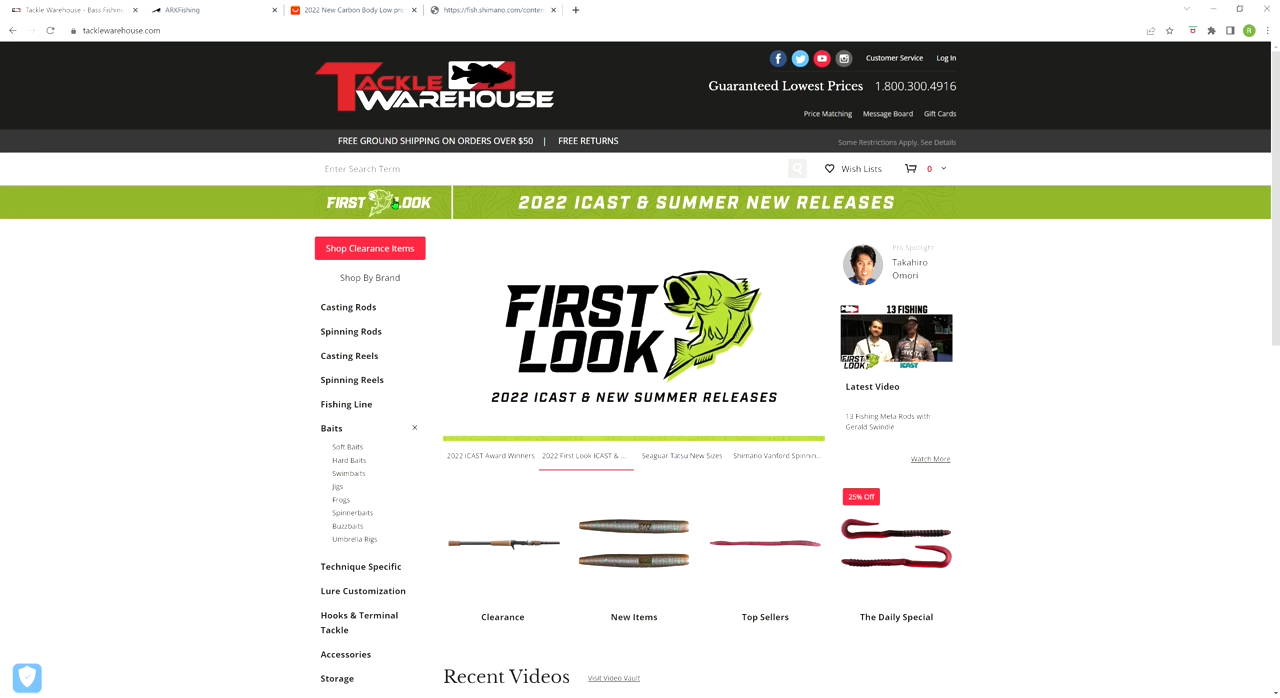 Tackle Warehouse - Bass Fishing
ARKFishing
2022 New Carbon Body Low pro
https://fish.shimano.com/conten
tacklewarehouse.com
R
Customer Service
Log In
TACKLE
WAREHOUSE
Guaranteed Lowest Prices 1.800.300.4916
Price Matching
Message Board
Gift Cards
FREE GROUND SHIPPING ON ORDERS OVER $50 | FREE RETURNS
Some Restrictions Apply, See Details
Enter Search Term
Wish Lists
0
FIRST LOOK
2022 ICAST & SUMMER NEW RELEASES
Shop Clearance Items
Shop By Brand
Casting Rods
Spinning Rods
Casting Reels
Spinning Reels
Fishing Line
Baits
Soft Baits
Hard Baits
Swimbaits
Jigs
Frogs
Spinnerbaits
Buzzbaits
Umbrella Rigs
Technique Specific
Lure Customization
Hooks & Terminal
Tackle
Accessories
Storage
FIRST
LOOK
2022 ICAST & NEW SUMMER RELEASES
2022 ICAST Award Winners
2022 First Look ICAST & ...
Seaguar Tatsu New Sizes
Shimano Vanford Spinnin...
Clearance
New Items
Top Sellers
The Daily Special
25% Off
Recent Videos
Visit Video Vault
Pro Spotlight
Takahiro
Omori
13 FISHING
FIRST
LOOK
ICAST
Latest Video
13 Fishing Meta Rods with
Gerald Swindle
Watch More